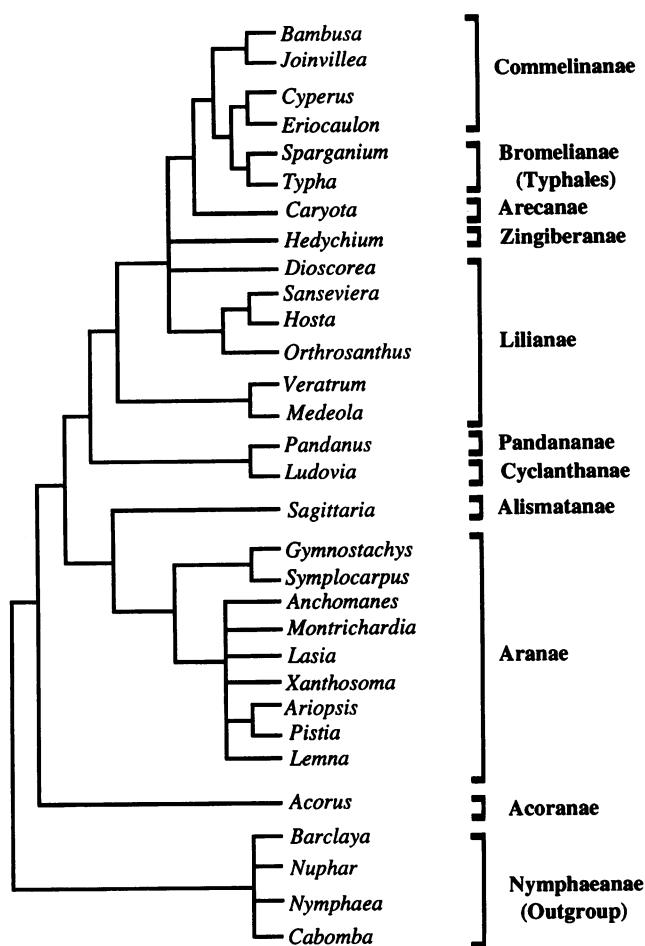 Bambusa
Joinvillea
Commelinanae
Cyperus
Eriocaulon
Sparganium
Bromelianae
Typha
(Typhales)
Caryota
Arecanae
Hedychium
Zingiberanae
Dioscorea
Sanseviera
Hosta
Lilianae
Orthrosanthus
Veratrum
Medeola
Pandanus
Pandananae
Ludovia
Cyclanthanae
Sagittaria
Alismatanae
Gymnostachys
Symplocarpus
Anchomanes
Montrichardia
Lasia
Aranae
Xanthosoma
Ariopsis
Pistia
Lemna
Acorus
Acoranae
Barclaya
Nuphar
Nymphaeanae
Nymphaea
(Outgroup)
Cabomba